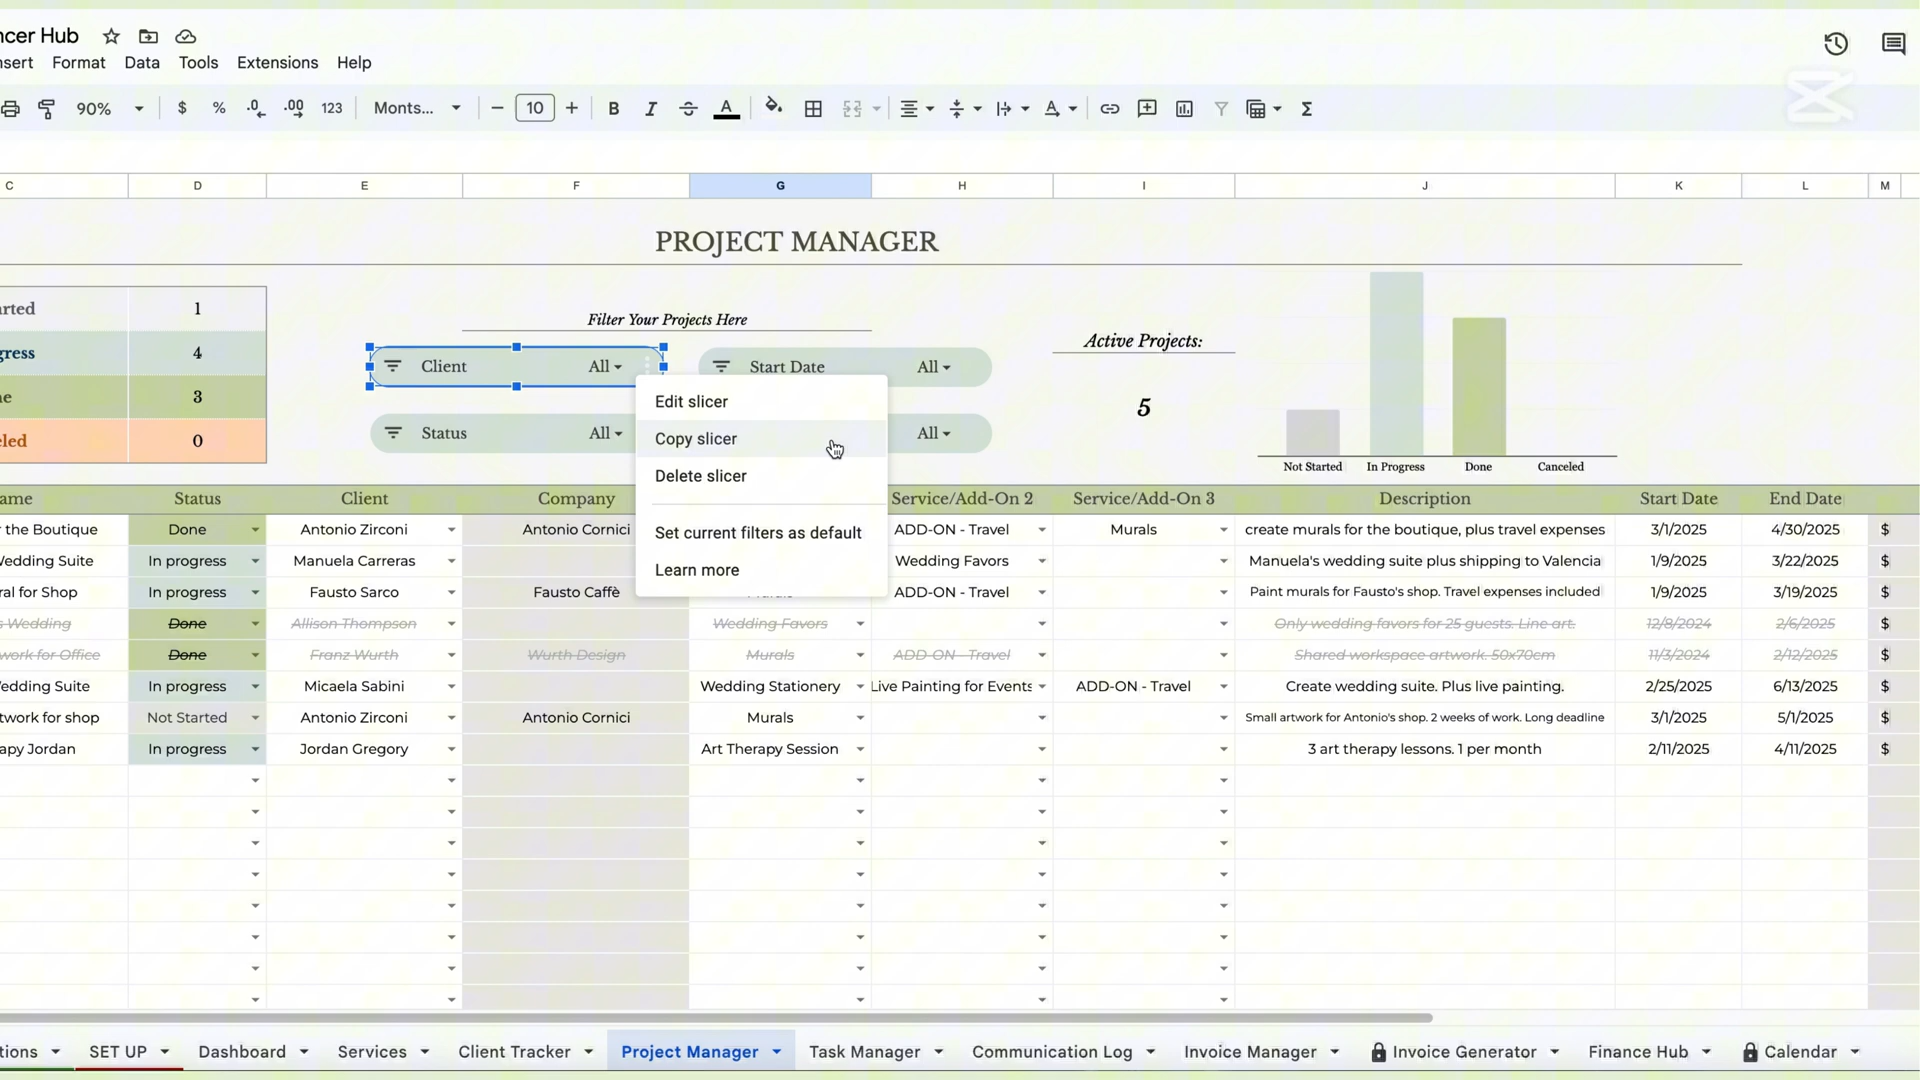 ncer Hub
nsert Format Data Tools Extensions Help
90% $ % .0 .00 123 Monts... − 10 + B I A Σ
C D E F G H I J K L M
PROJECT MANAGER
arted 1
gress 4
ne 3
eled 0
Filter Your Projects Here
Client All
Start Date All
Status All
All
Edit slicer
Copy slicer
Delete slicer
Set current filters as default
Learn more
Active Projects:
5
Not Started In Progress Done Canceled
ame Status Client Company Service/Add-On 2 Service/Add-On 3 Description Start Date End Date
r the Boutique Done Antonio Zirconi Antonio Cornici ADD-ON - Travel Murals create murals for the boutique, plus travel expenses 3/1/2025 4/30/2025 $
Wedding Suite In progress Manuela Carreras Wedding Favors Manuela's wedding suite plus shipping to Valencia 1/9/2025 3/22/2025 $
ral for Shop In progress Fausto Sarco Fausto Caffè Murals ADD-ON - Travel Paint murals for Fausto's shop. Travel expenses included 1/9/2025 3/19/2025 $
s Wedding Done Allison Thompson Wedding Favors Only wedding favors for 25 guests. Line art. 12/8/2024 2/6/2025 $
work for Office Done Franz Wurth Wurth Design Murals ADD-ON - Travel Shared workspace artwork. 50x70cm 11/3/2024 2/12/2025 $
edding Suite In progress Micaela Sabini Wedding Stationery Live Painting for Events ADD-ON - Travel Create wedding suite. Plus live painting. 2/25/2025 6/13/2025 $
twork for shop Not Started Antonio Zirconi Antonio Cornici Murals Small artwork for Antonio's shop. 2 weeks of work. Long deadline 3/1/2025 5/1/2025 $
apy Jordan In progress Jordan Gregory Art Therapy Session 3 art therapy lessons. 1 per month 2/11/2025 4/11/2025 $
tions SET UP Dashboard Services Client Tracker Project Manager Task Manager Communication Log Invoice Manager Invoice Generator Finance Hub Calendar